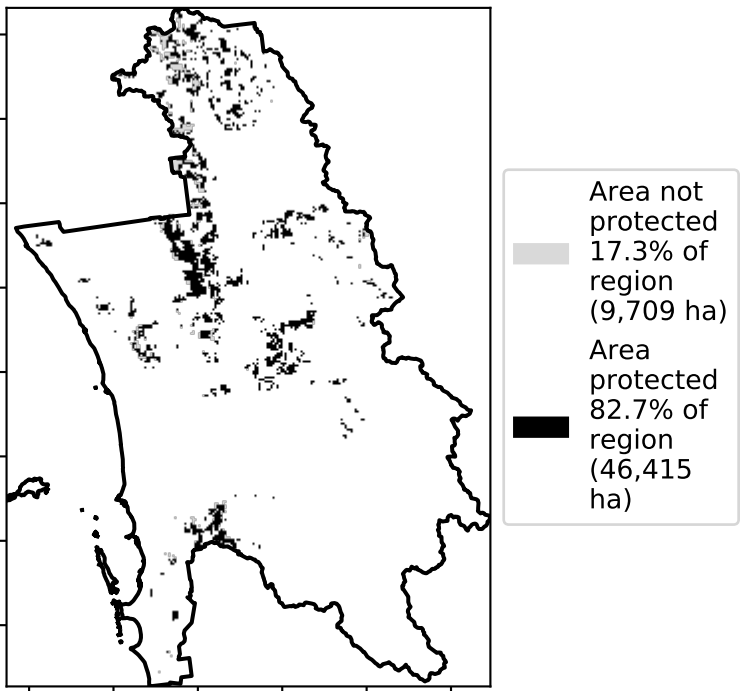 Area not
protected
17.3% of
region
(9,709 ha)
Area
protected
82.7% of
region
(46,415
ha)